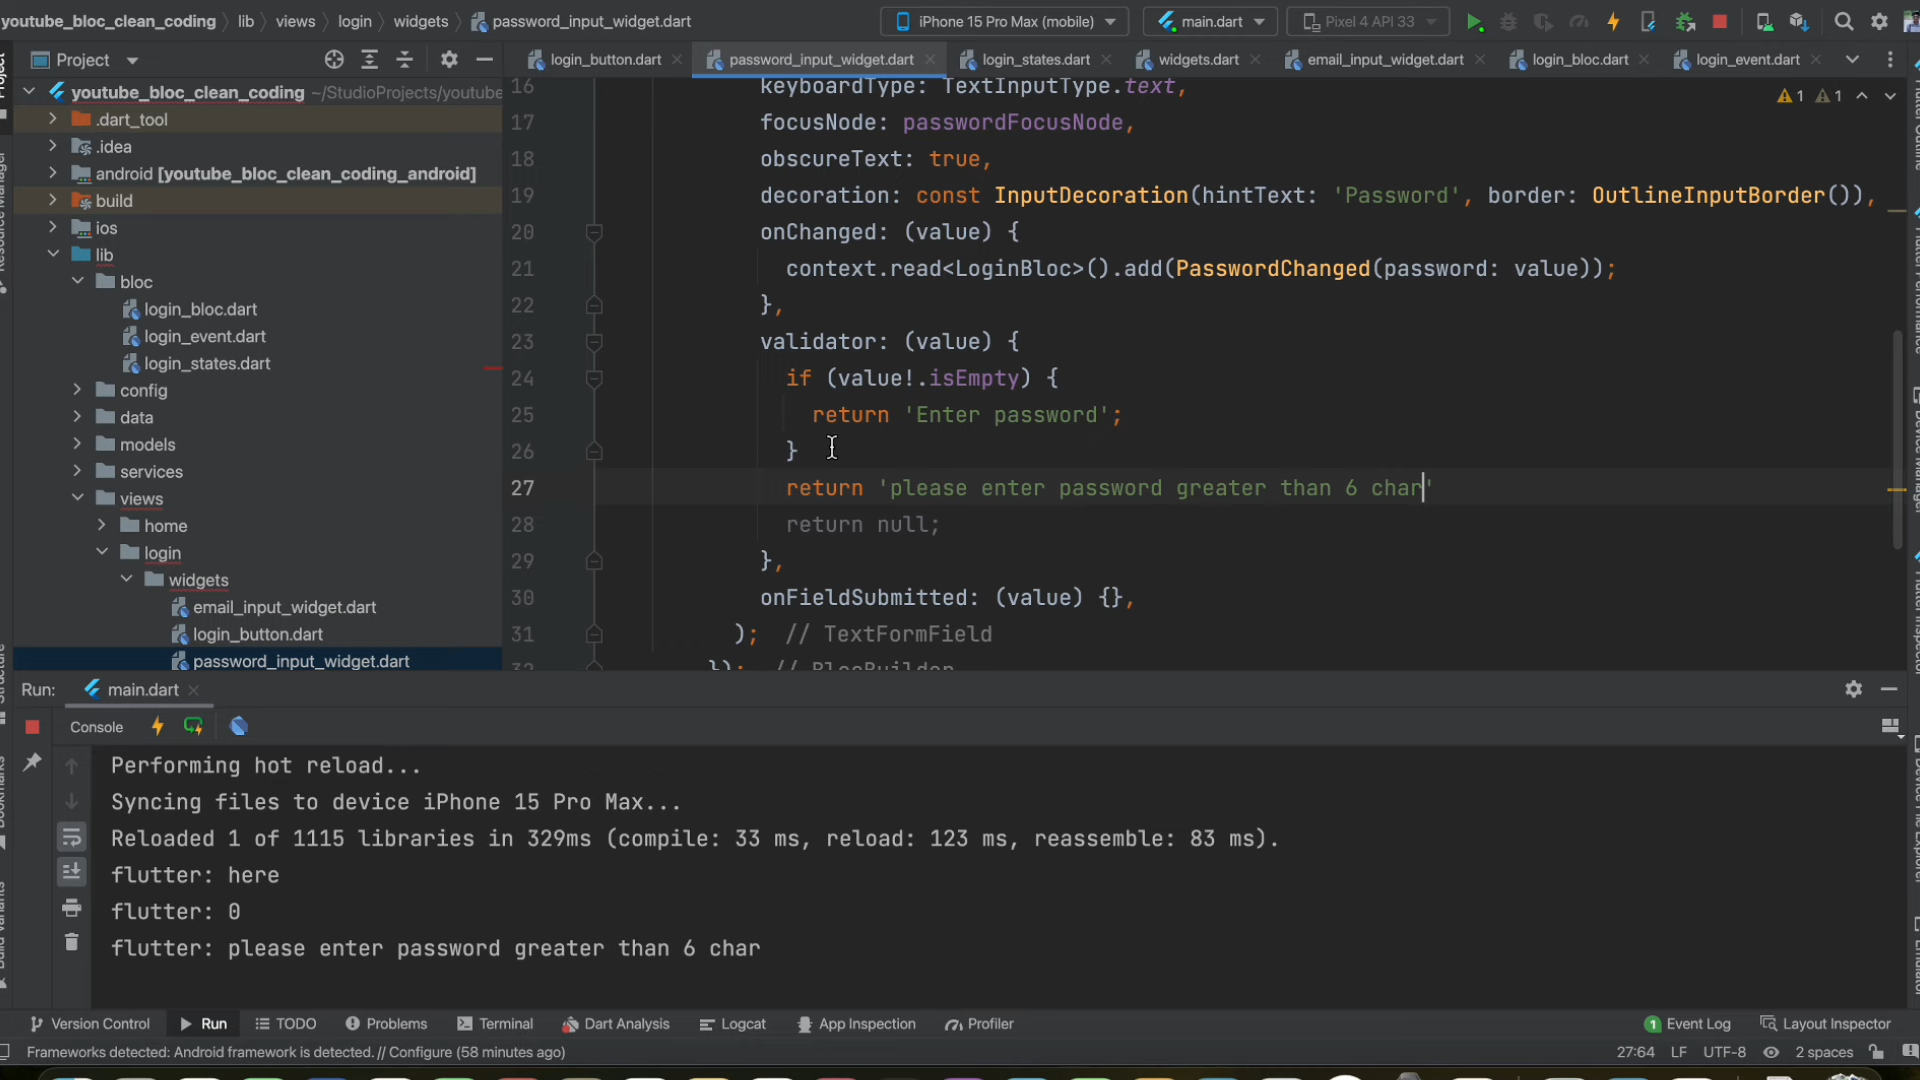 youtube_bloc_clean_coding lib views login widgets password_input_widget.dart iPhone 15 Pro Max (mobile) main.dart Pixel 4 API 33
Project login_button.dart password_input_widget.dart login_states.dart widgets.dart email_input_widget.dart login_bloc.dart login_event.dart
youtube_bloc_clean_coding ~/StudioProjects/youtube
.dart_tool
.idea
android [youtube_bloc_clean_coding_android]
build
ios
lib
bloc
login_bloc.dart
login_event.dart
login_states.dart
config
data
models
services
views
home
login
widgets
email_input_widget.dart
login_button.dart
password_input_widget.dart
16 keyboardType: TextInputType.text,
17 focusNode: passwordFocusNode,
18 obscureText: true,
19 decoration: const InputDecoration(hintText: 'Password', border: OutlineInputBorder()),
20 onChanged: (value) {
21 context.read<LoginBloc>().add(PasswordChanged(password: value));
22 },
23 validator: (value) {
24 if (value!.isEmpty) {
25 return 'Enter password';
26 }
27 return 'please enter password greater than 6 char'
28 return null;
29 },
30 onFieldSubmitted: (value) {},
31 ); // TextFormField
32 }); // BlocBuilder
1 1
Run: main.dart
Console
Performing hot reload...
Syncing files to device iPhone 15 Pro Max...
Reloaded 1 of 1115 libraries in 329ms (compile: 33 ms, reload: 123 ms, reassemble: 83 ms).
flutter: here
flutter: 0
flutter: please enter password greater than 6 char
Version Control Run TODO Problems Terminal Dart Analysis Logcat App Inspection Profiler 1 Event Log Layout Inspector
Frameworks detected: Android framework is detected. // Configure (58 minutes ago) 27:64 LF UTF-8 2 spaces
Resource Manager